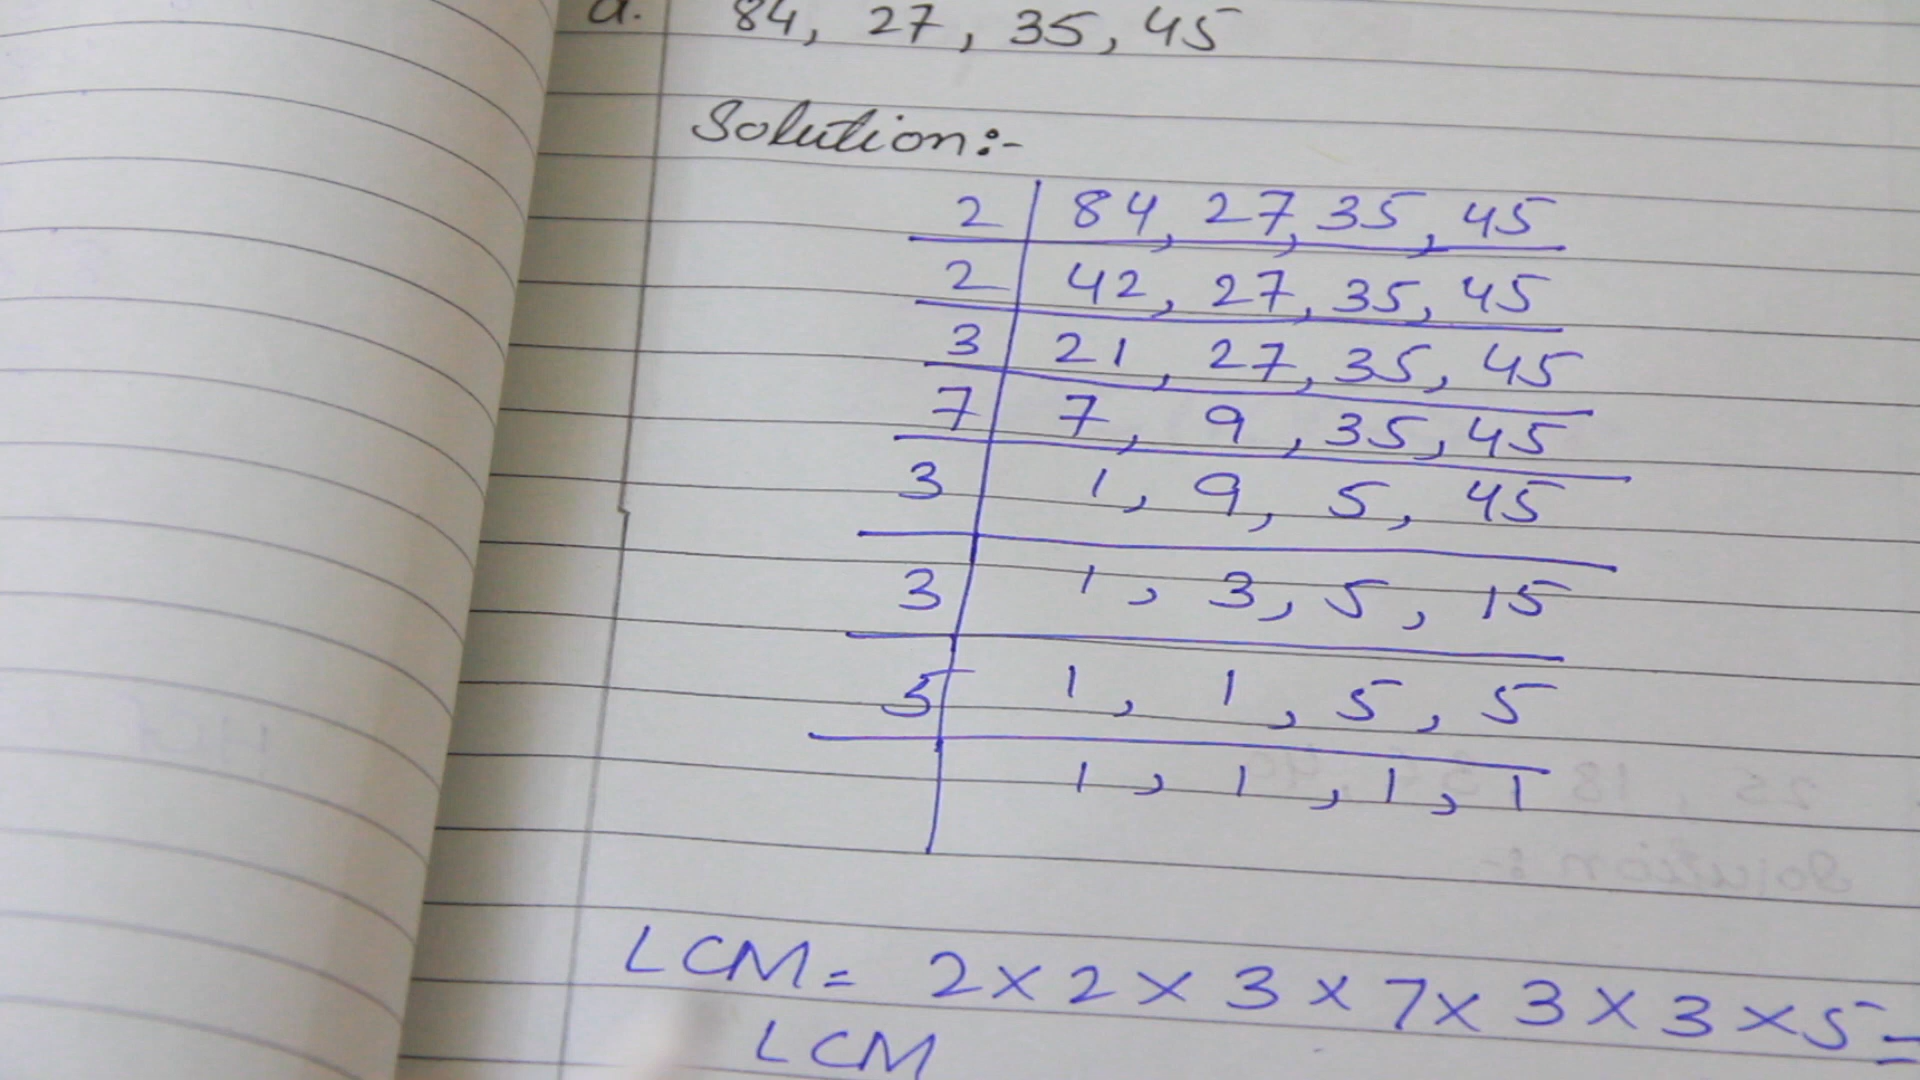 a. 84, 27, 35, 45
Solution:-
2 | 84, 27, 35, 45
2 | 42, 27, 35, 45
3 | 21, 27, 35, 45
7 | 7, 9, 35, 45
3 | 1, 9, 5, 45
3 | 1, 3, 5, 15
5 | 1, 1, 5, 5
| 1, 1, 1, 1
LCM = 2 × 2 × 3 × 7 × 3 × 3 × 5 =
LCM